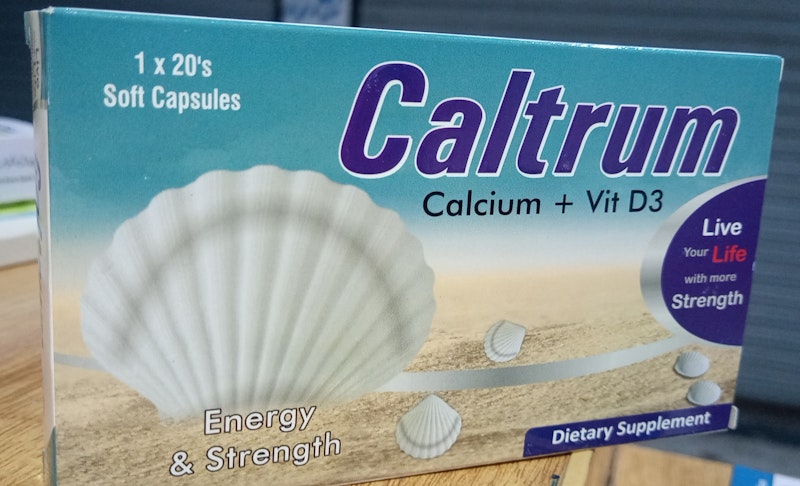 1 x 20's
Soft Capsules
Caltrum
Calcium + Vit D3
Live
Your Life
with more
Strength
Energy
& Strength
Dietary Supplement